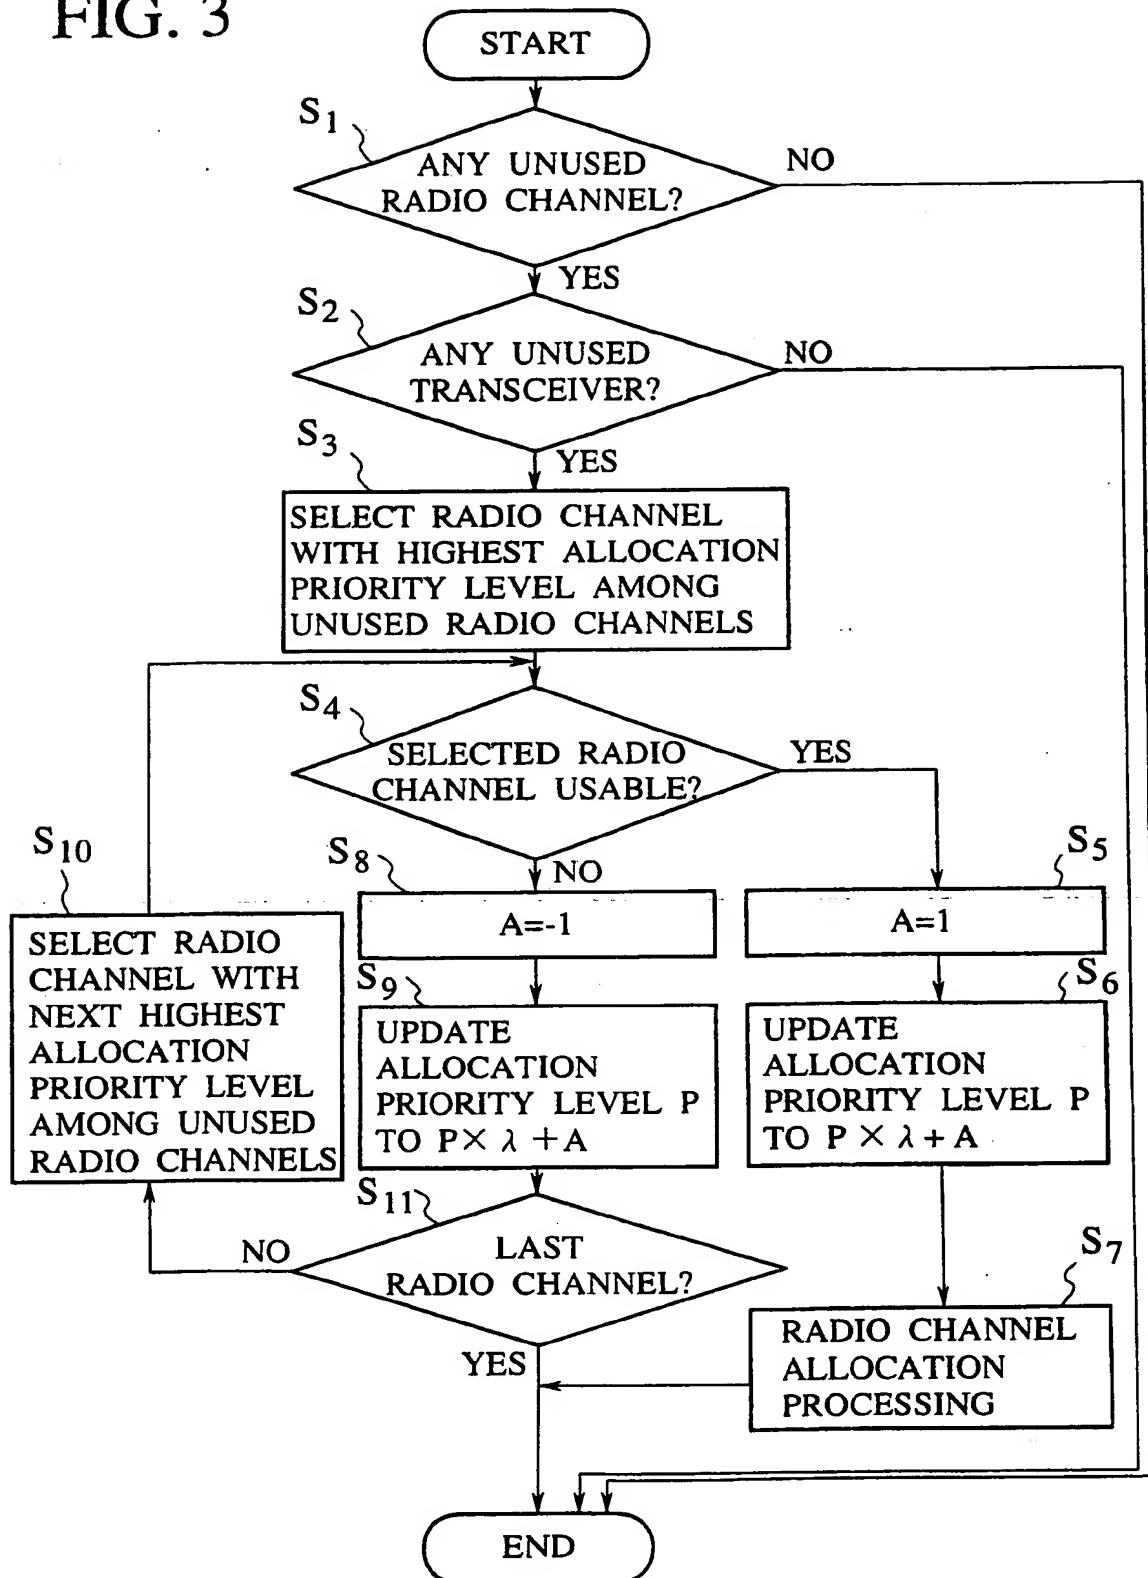 FIG. 3
START
S1
ANY UNUSED
RADIO CHANNEL?
NO
YES
S2
ANY UNUSED
TRANSCEIVER?
NO
YES
S3
SELECT RADIO CHANNEL
WITH HIGHEST ALLOCATION
PRIORITY LEVEL AMONG
UNUSED RADIO CHANNELS
S4
SELECTED RADIO
CHANNEL USABLE?
YES
NO
S5
A=1
S6
UPDATE
ALLOCATION
PRIORITY LEVEL P
TO P × λ + A
S7
RADIO CHANNEL
ALLOCATION
PROCESSING
S8
A=-1
S9
UPDATE
ALLOCATION
PRIORITY LEVEL P
TO P× λ +A
S10
SELECT RADIO
CHANNEL WITH
NEXT HIGHEST
ALLOCATION
PRIORITY LEVEL
AMONG UNUSED
RADIO CHANNELS
S11
LAST
RADIO CHANNEL?
NO
YES
END